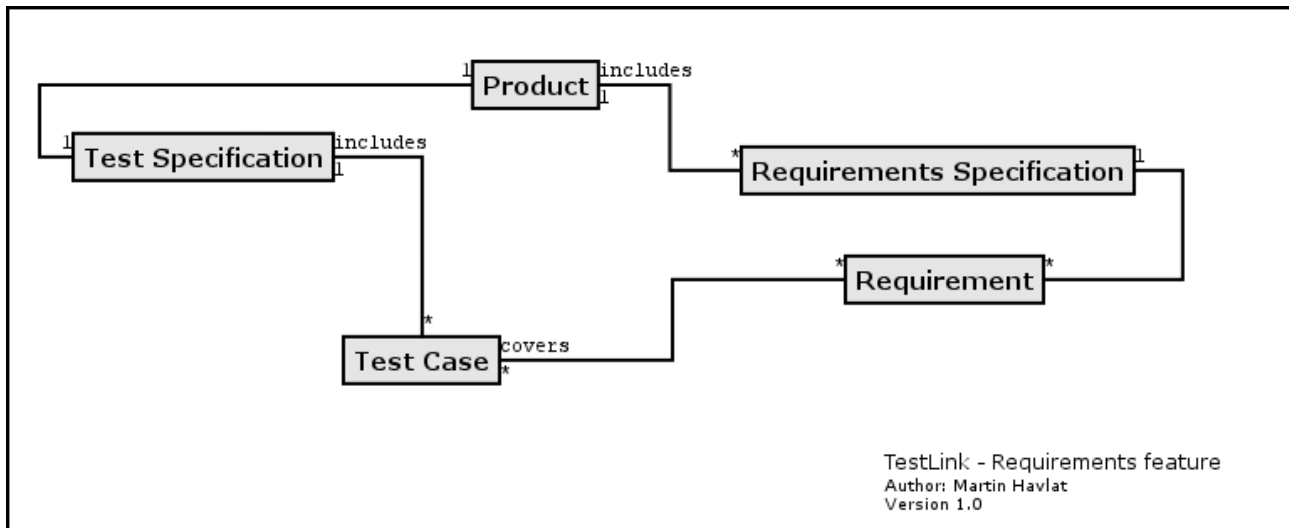 1 Product includes
1
1 Test Specification includes
1
* Requirements Specification 1
* Requirement *
*
Test Case covers
*
TestLink - Requirements feature
Author: Martin Havlat
Version 1.0